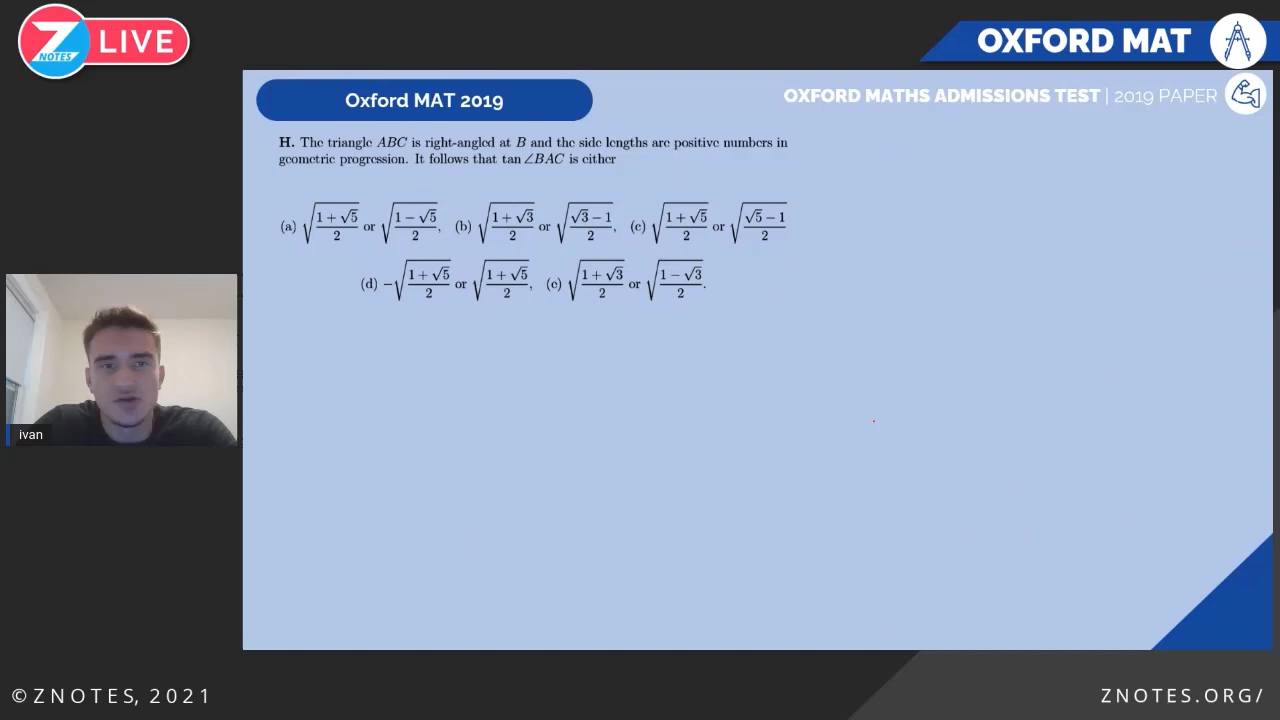 Z NOTES LIVE
OXFORD MAT
Oxford MAT 2019
OXFORD MATHS ADMISSIONS TEST | 2019 PAPER
H. The triangle ABC is right-angled at B and the side lengths are positive numbers in
geometric progression. It follows that tan ∠BAC is either
(a) √((1 + √5)/2) or √((1 − √5)/2), (b) √((1 + √3)/2) or √((√3 − 1)/2), (c) √((1 + √5)/2) or √((√5 − 1)/2)
(d) −√((1 + √5)/2) or √((1 + √5)/2), (e) √((1 + √3)/2) or √((1 − √3)/2).
ivan
© ZNOTES, 2021
ZNOTES.ORG/